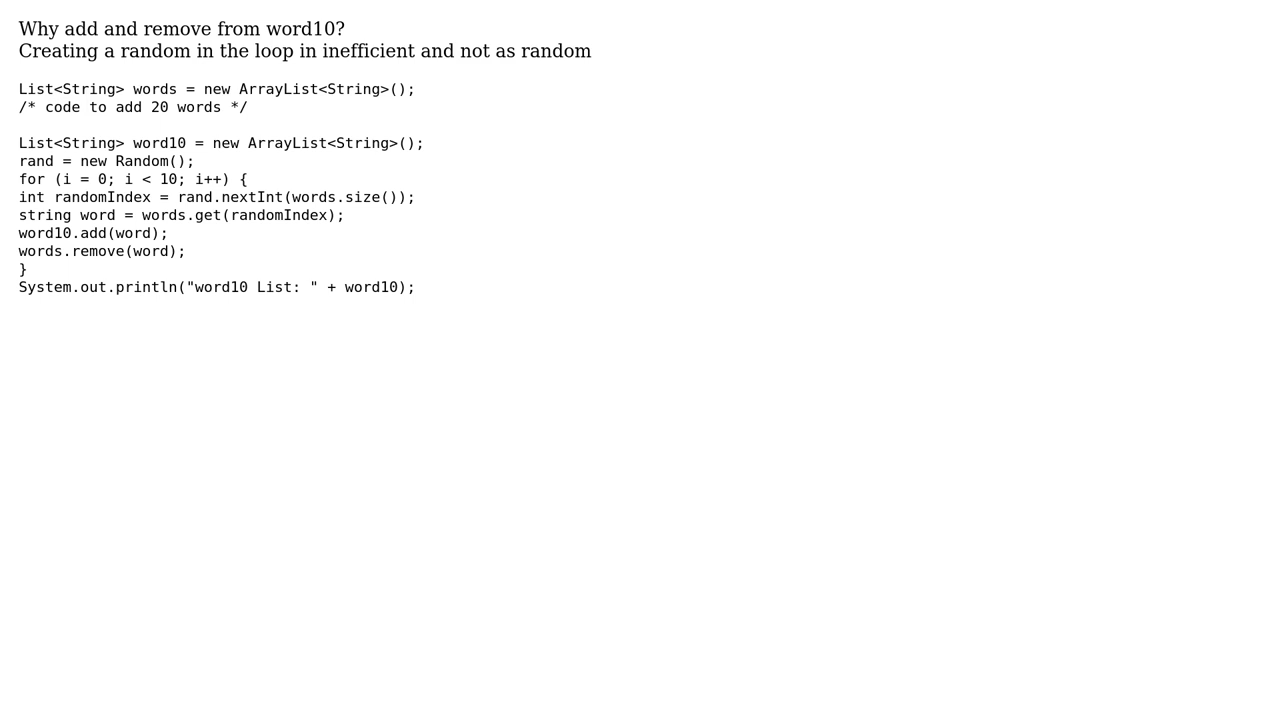 Why add and remove from word10?
Creating a random in the loop in inefficient and not as random
List<String> words = new ArrayList<String>();
/* code to add 20 words */
List<String> word10 = new ArrayList<String>();
rand = new Random();
for (i = 0; i < 10; i++) {
int randomIndex = rand.nextInt(words.size());
string word = words.get(randomIndex);
word10.add(word);
words.remove(word);
}
System.out.println("word10 List: " + word10);